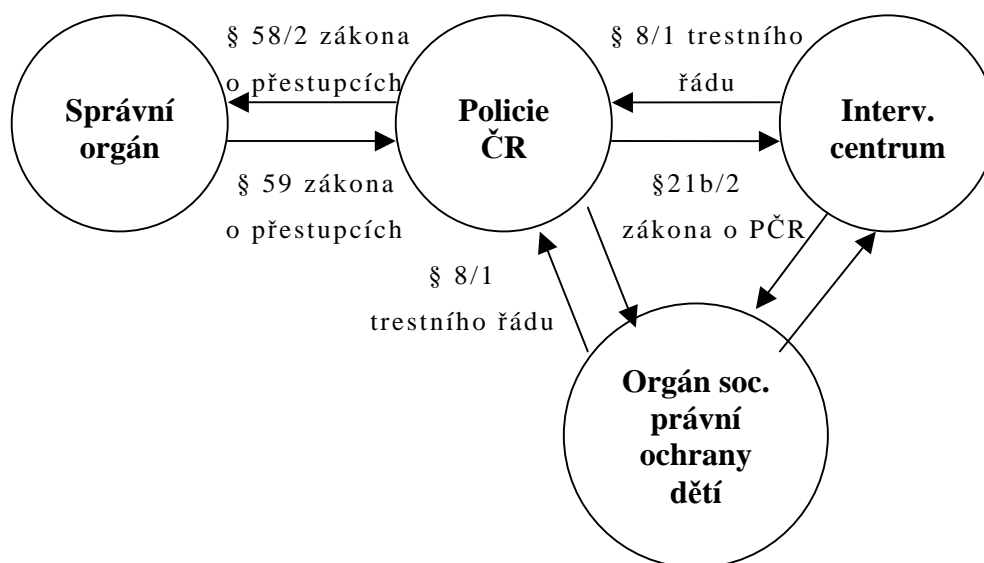 § 58/2 zákona
o přestupcích
§ 8/1 trestního
řádu
Správní
orgán
Policie
ČR
Interv.
centrum
§ 59 zákona
o přestupcích
§21b/2
zákona o PČR
§ 8/1
trestního řádu
Orgán soc.
právní
ochrany
dětí